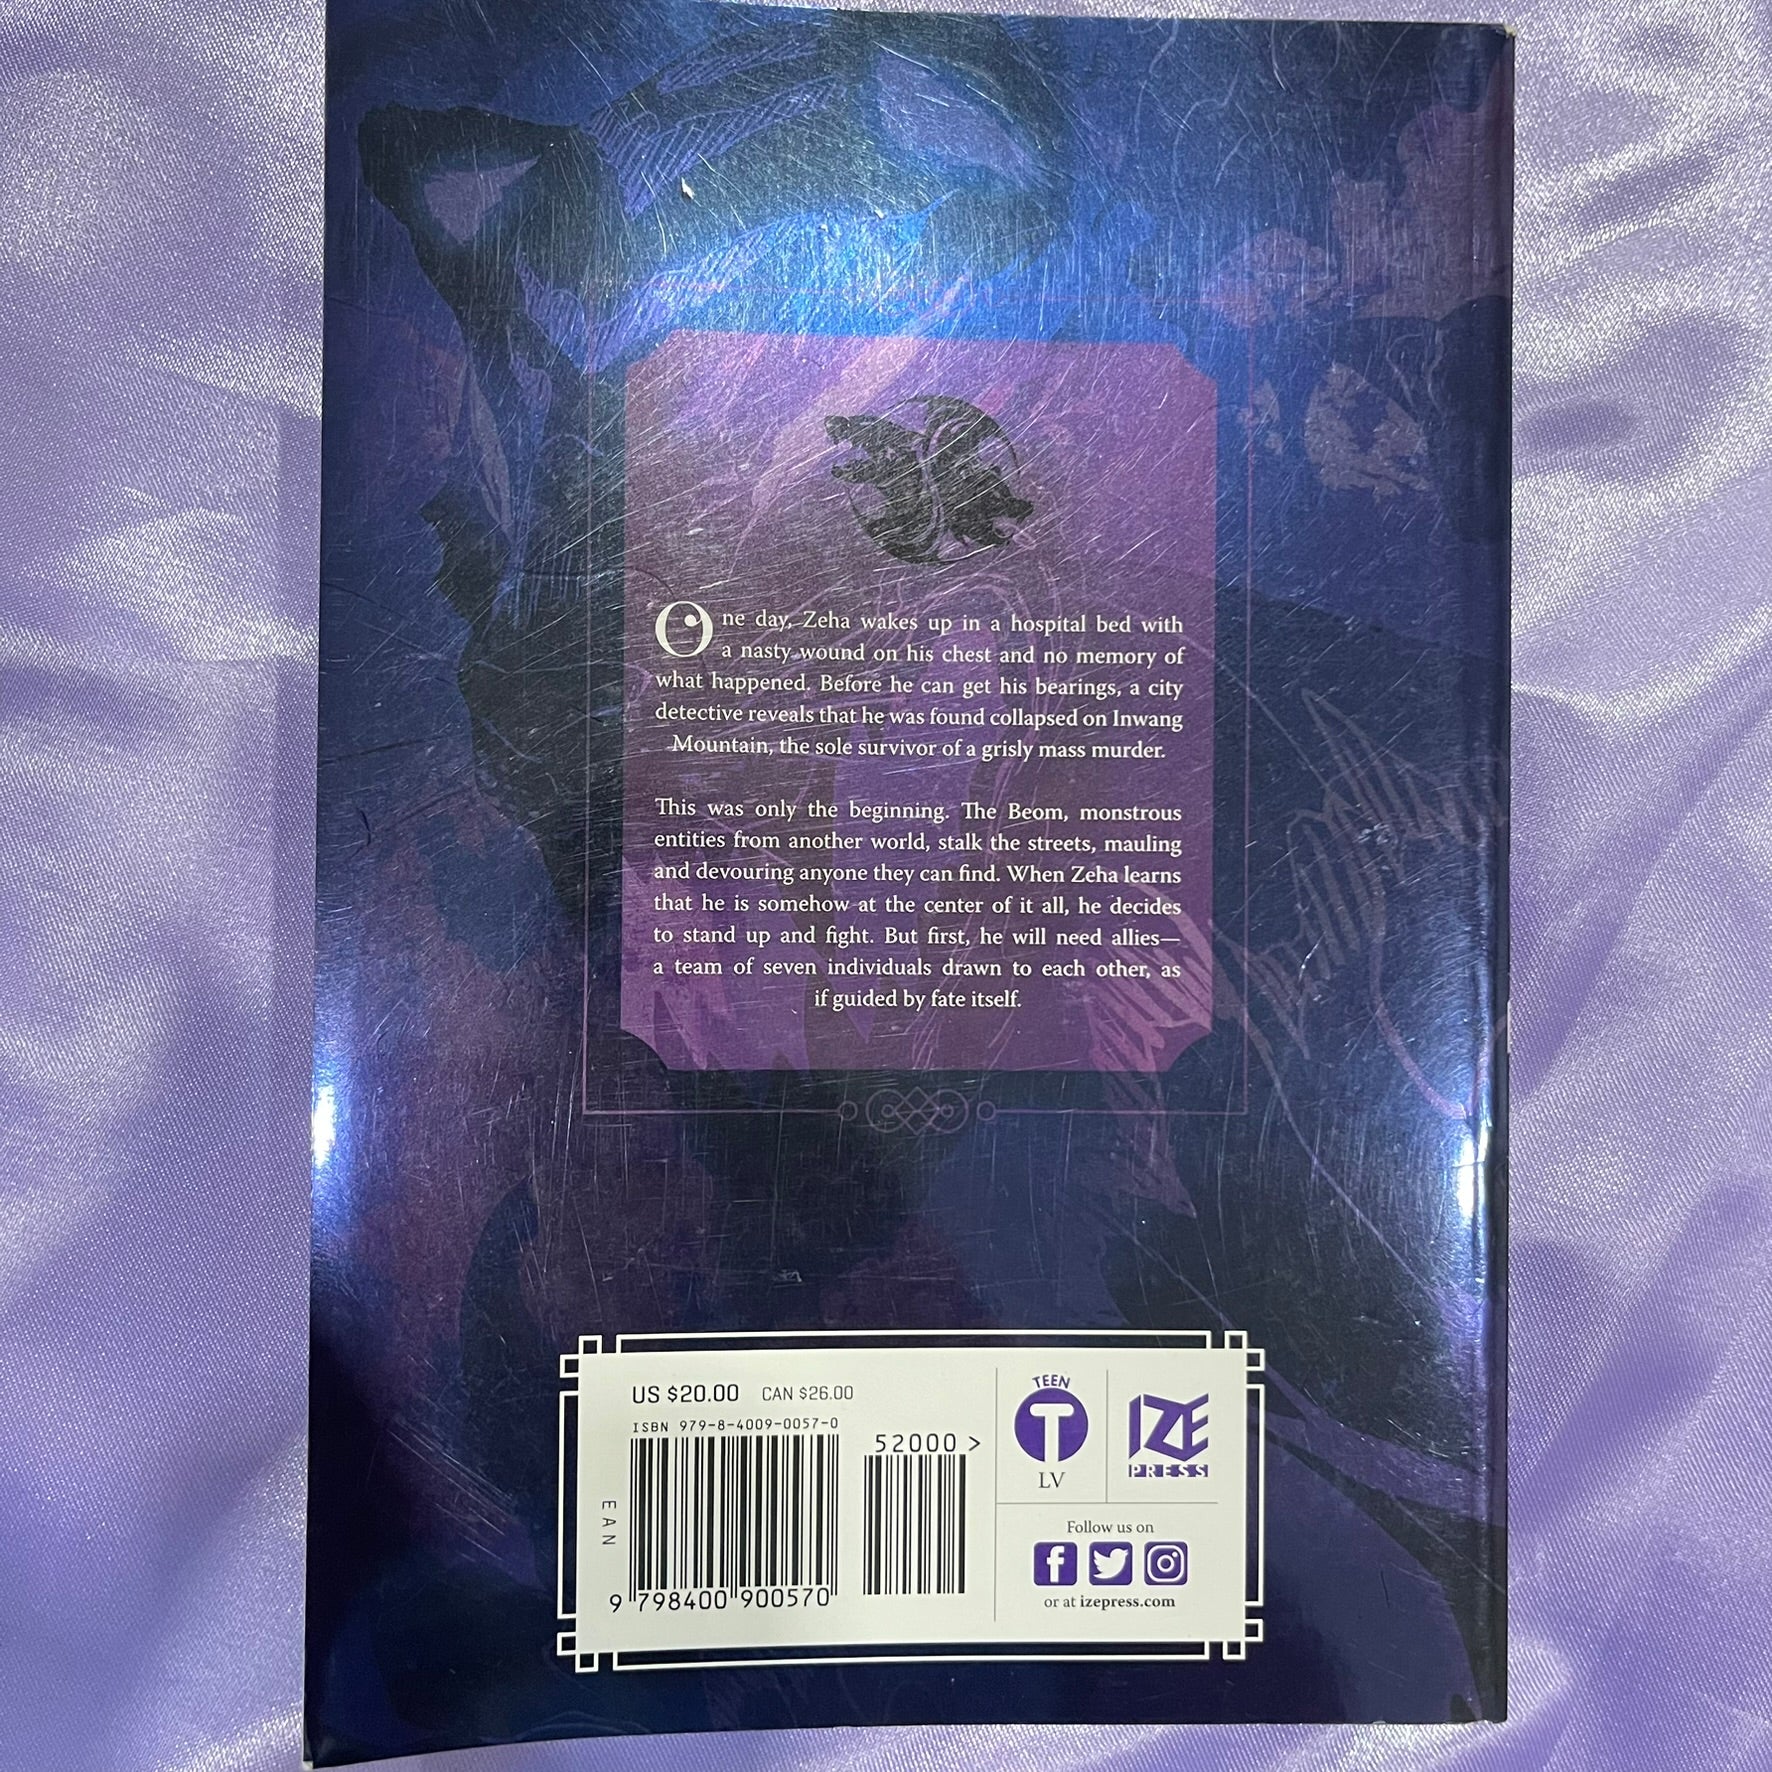 One day, Zeha wakes up in a hospital bed with
a nasty wound on his chest and no memory of
what happened. Before he can get his bearings, a city
detective reveals that he was found collapsed on Inwang
Mountain, the sole survivor of a grisly mass murder.
This was only the beginning. The Beom, monstrous
entities from another world, stalk the streets, mauling
and devouring anyone they can find. When Zeha learns
that he is somehow at the center of it all, he decides
to stand up and fight. But first, he will need allies—
a team of seven individuals drawn to each other, as
if guided by fate itself.
US $20.00 CAN $26.00
ISBN 979-8-4009-0057-0
52000 >
EAN
9 798400 900570
TEEN
T
LV
IZE
PRESS
Follow us on
or at izepress.com